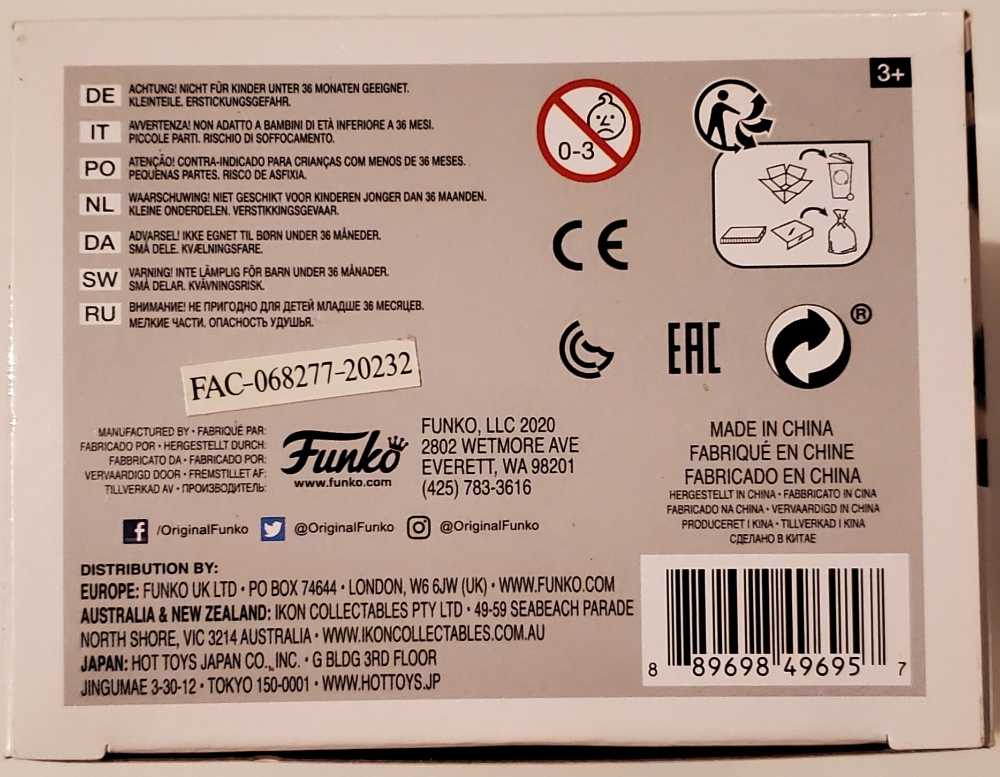 3+
DE ACHTUNG! NICHT FÜR KINDER UNTER 36 MONATEN GEEIGNET.
KLEINTEILE. ERSTICKUNGSGEFAHR.
IT AVVERTENZA! NON ADATTO A BAMBINI DI ETÀ INFERIORE A 36 MESI.
PICCOLE PARTI. RISCHIO DI SOFFOCAMENTO.
PO ATENÇÃO! CONTRA-INDICADO PARA CRIANÇAS COM MENOS DE 36 MESES.
PEQUENAS PARTES. RISCO DE ASFIXIA.
NL WAARSCHUWING! NIET GESCHIKT VOOR KINDEREN JONGER DAN 36 MAANDEN.
KLEINE ONDERDELEN. VERSTIKKINGSGEVAAR.
DA ADVARSEL! IKKE EGNET TIL BØRN UNDER 36 MÅNEDER.
SMÅ DELE. KVÆLNINGSFARE.
SW VARNING! INTE LÄMPLIG FÖR BARN UNDER 36 MÅNADER.
SMÅ DELAR. KVÄVNINGSRISK.
RU ВНИМАНИЕ! НЕ ПРИГОДНО ДЛЯ ДЕТЕЙ МЛАДШЕ 36 МЕСЯЦЕВ.
МЕЛКИЕ ЧАСТИ. ОПАСНОСТЬ УДУШЬЯ.
0-3
CE
EAC
®
FAC-068277-20232
MANUFACTURED BY • FABRIQUÉ PAR:
FABRICADO POR • HERGESTELLT DURCH:
FABBRICATO DA • FABRICADO POR:
VERVAARDIGD DOOR • FREMSTILLET AF:
TILLVERKAD AV • ПРОИЗВОДИТЕЛЬ:
Funko
www.funko.com
FUNKO, LLC 2020
2802 WETMORE AVE
EVERETT, WA 98201
(425) 783-3616
MADE IN CHINA
FABRIQUÉ EN CHINE
FABRICADO EN CHINA
HERGESTELLT IN CHINA • FABBRICATO IN CINA
FABRICADO NA CHINA • VERVAARDIGD IN CHINA
PRODUCERET I KINA • TILLVERKAD I KINA
СДЕЛАНО В КИТАЕ
f /OriginalFunko @OriginalFunko @OriginalFunko
DISTRIBUTION BY:
EUROPE: FUNKO UK LTD • PO BOX 74644 • LONDON, W6 6JW (UK) • WWW.FUNKO.COM
AUSTRALIA & NEW ZEALAND: IKON COLLECTABLES PTY LTD • 49-59 SEABEACH PARADE
NORTH SHORE, VIC 3214 AUSTRALIA • WWW.IKONCOLLECTABLES.COM.AU
JAPAN: HOT TOYS JAPAN CO., INC. • G BLDG 3RD FLOOR
JINGUMAE 3-30-12 • TOKYO 150-0001 • WWW.HOTTOYS.JP
8 89698 49695 7